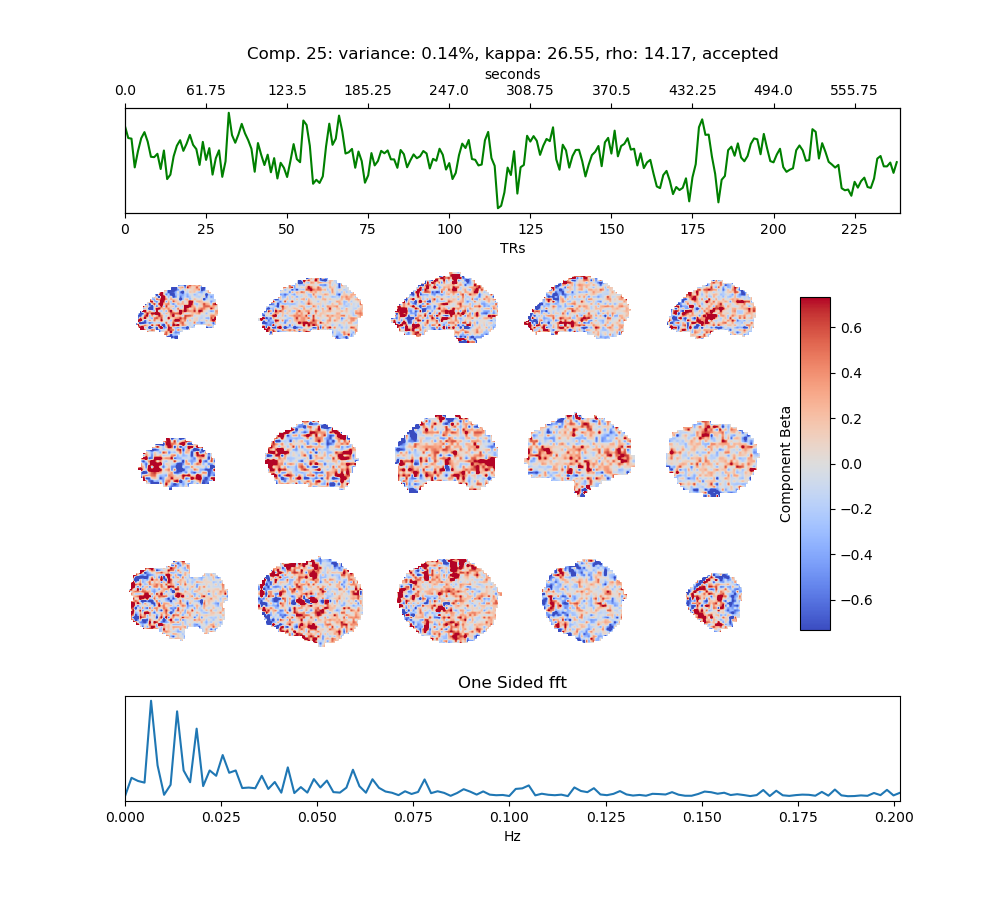 Comp. 25: variance: 0.14%, kappa: 26.55, rho: 14.17, accepted
seconds
0.0 61.75 123.5 185.25 247.0 308.75 370.5 432.25 494.0 555.75
0 25 50 75 100 125 150 175 200 225
TRs
0.6
0.4
0.2
0.0
−0.2
−0.4
−0.6
Component Beta
One Sided fft
0.000 0.025 0.050 0.075 0.100 0.125 0.150 0.175 0.200
Hz